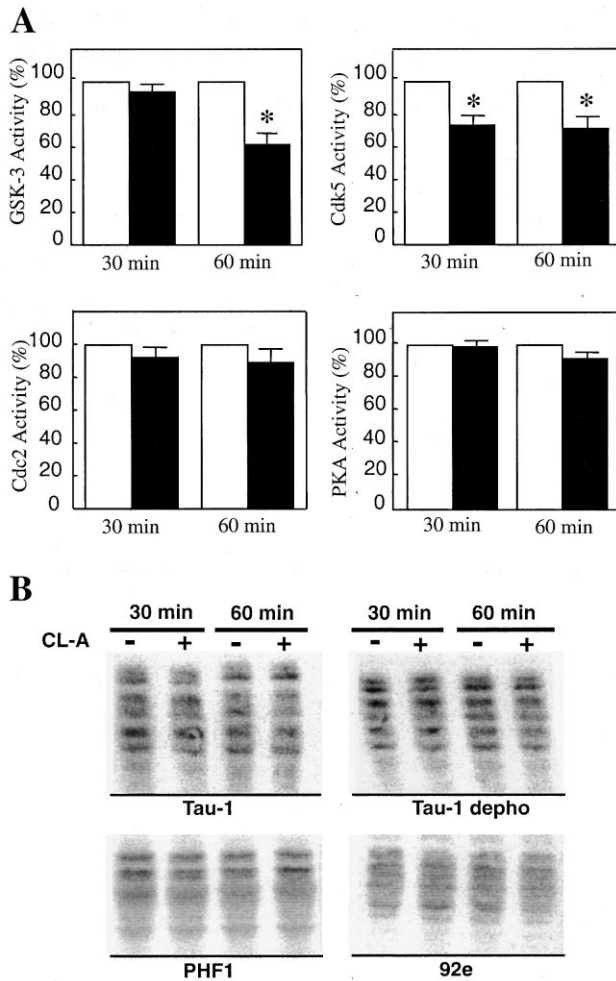 A
GSK-3 Activity (%)
100
80
60
40
20
0
*
30 min
60 min
Cdk5 Activity (%)
100
80
60
40
20
0
*
*
30 min
60 min
Cdc2 Activity (%)
100
80
60
40
20
0
30 min
60 min
PKA Activity (%)
100
80
60
40
20
0
30 min
60 min
B
30 min 60 min
CL-A - + - +
Tau-1
30 min 60 min
- + - +
Tau-1 depho
PHF1
92e